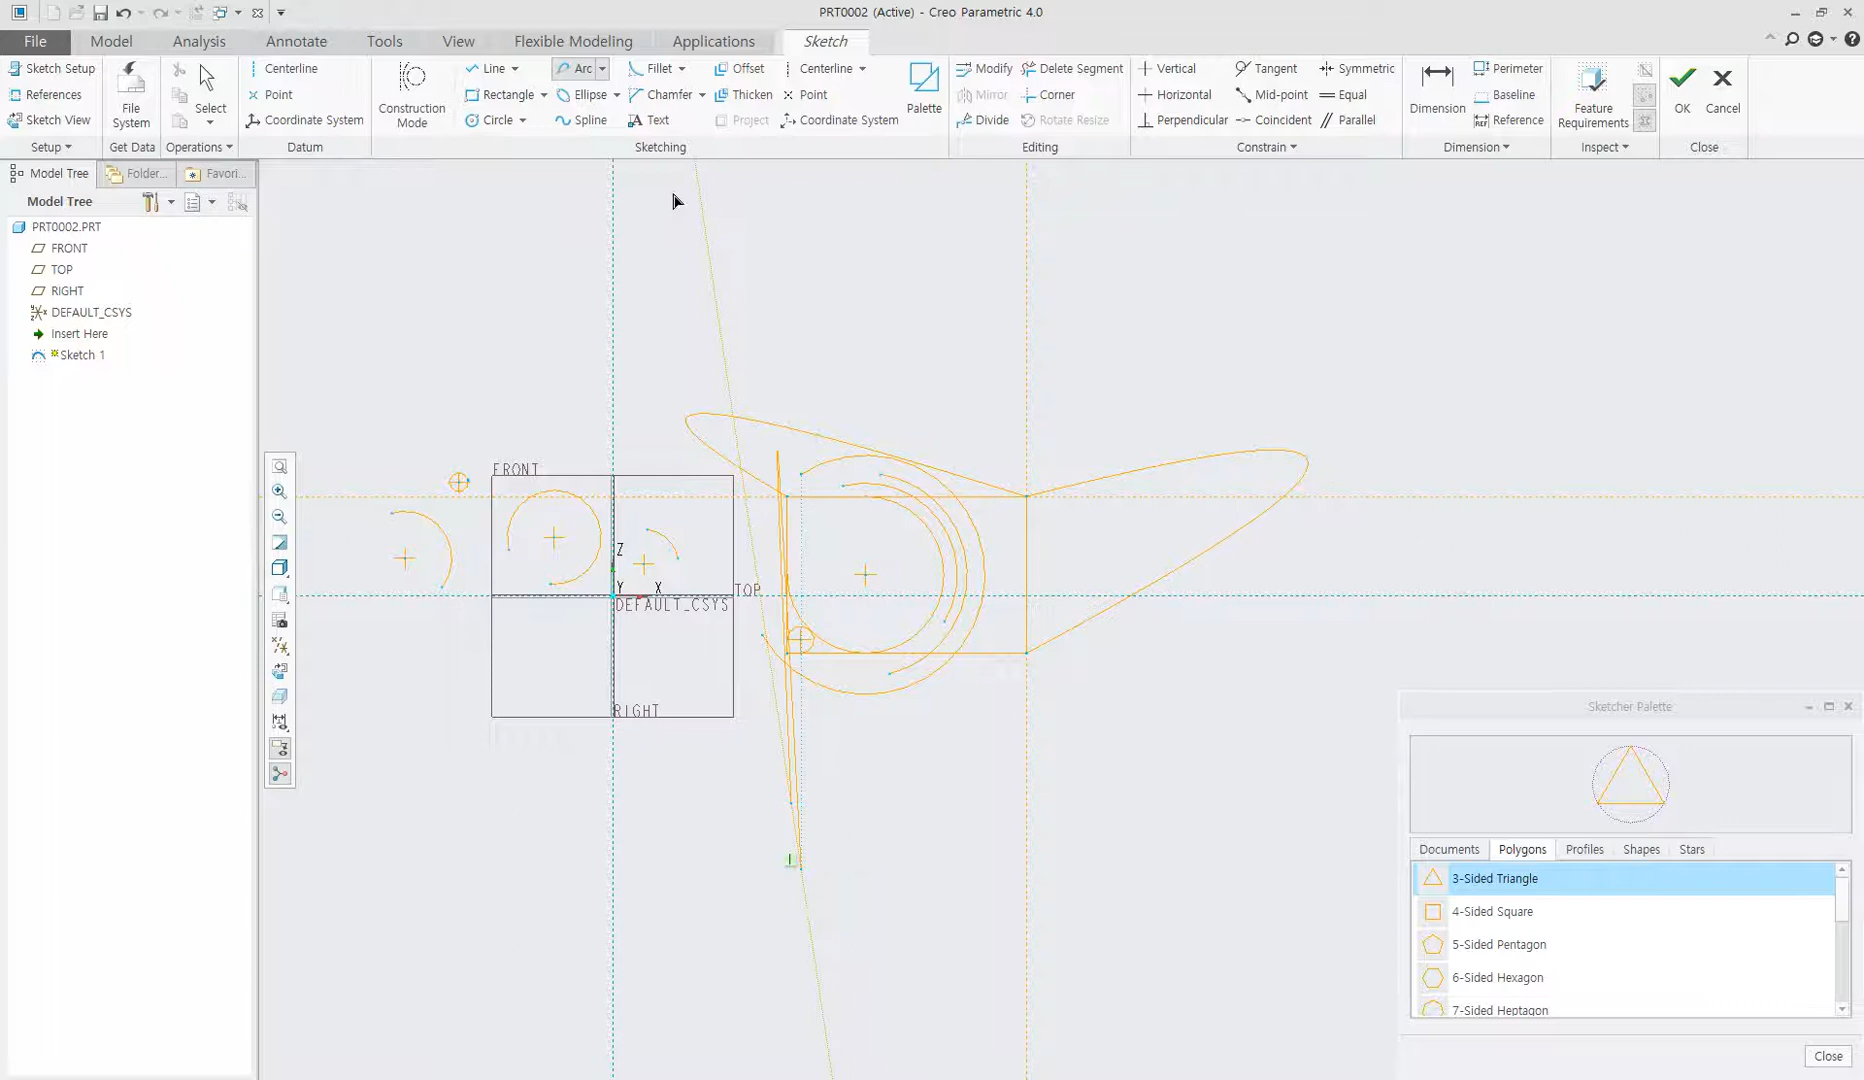 PRT0002 (Active) - Creo Parametric 4.0
File Model Analysis Annotate Tools View Flexible Modeling Applications Sketch
Sketch Setup
References
Sketch View
Setup
File System
Get Data
Select
Operations
Centerline
Point
Coordinate System
Datum
Construction Mode
Line
Rectangle
Circle
Arc
Ellipse
Spline
Fillet
Chamfer
Text
Offset
Thicken
Project
Centerline
Point
Coordinate System
Palette
Sketching
Modify
Mirror
Divide
Delete Segment
Corner
Rotate Resize
Editing
Vertical
Horizontal
Perpendicular
Tangent
Mid-point
Coincident
Symmetric
Equal
Parallel
Constrain
Dimension
Perimeter
Baseline
REF Reference
Dimension
Feature Requirements
Inspect
OK
Cancel
Close
Model Tree Folder... Favori...
Model Tree
PRT0002.PRT
FRONT
TOP
RIGHT
DEFAULT_CSYS
Insert Here
Sketch 1
FRONT
Z
Y X
TOP
DEFAULT_CSYS
RIGHT
Sketcher Palette
Documents Polygons Profiles Shapes Stars
3-Sided Triangle
4-Sided Square
5-Sided Pentagon
6-Sided Hexagon
7-Sided Heptagon
Close